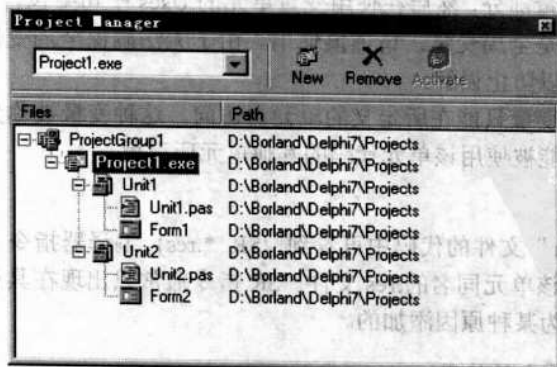 Project Manager
Project1.exe
New Remove Activate
Files Path
ProjectGroup1 D:\Borland\Delphi7\Projects
Project1.exe D:\Borland\Delphi7\Projects
Unit1 D:\Borland\Delphi7\Projects
Unit1.pas D:\Borland\Delphi7\Projects
Form1 D:\Borland\Delphi7\Projects
Unit2 D:\Borland\Delphi7\Projects
Unit2.pas D:\Borland\Delphi7\Projects
Form2 D:\Borland\Delphi7\Projects